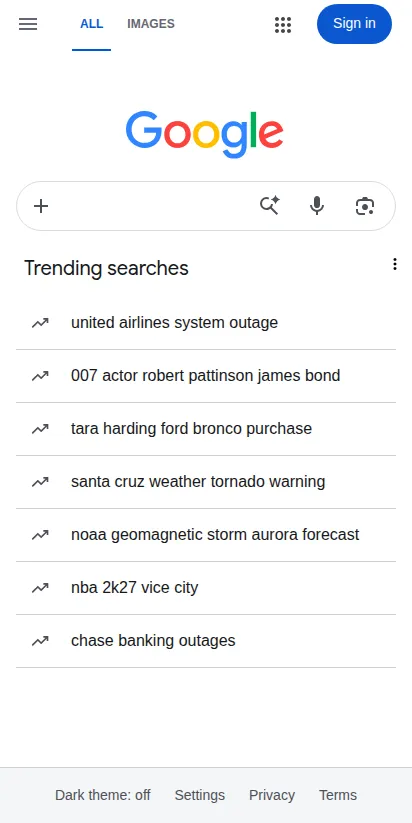 ALL IMAGES Sign in
Google
Trending searches
united airlines system outage
007 actor robert pattinson james bond
tara harding ford bronco purchase
santa cruz weather tornado warning
noaa geomagnetic storm aurora forecast
nba 2k27 vice city
chase banking outages
Dark theme: off Settings Privacy Terms